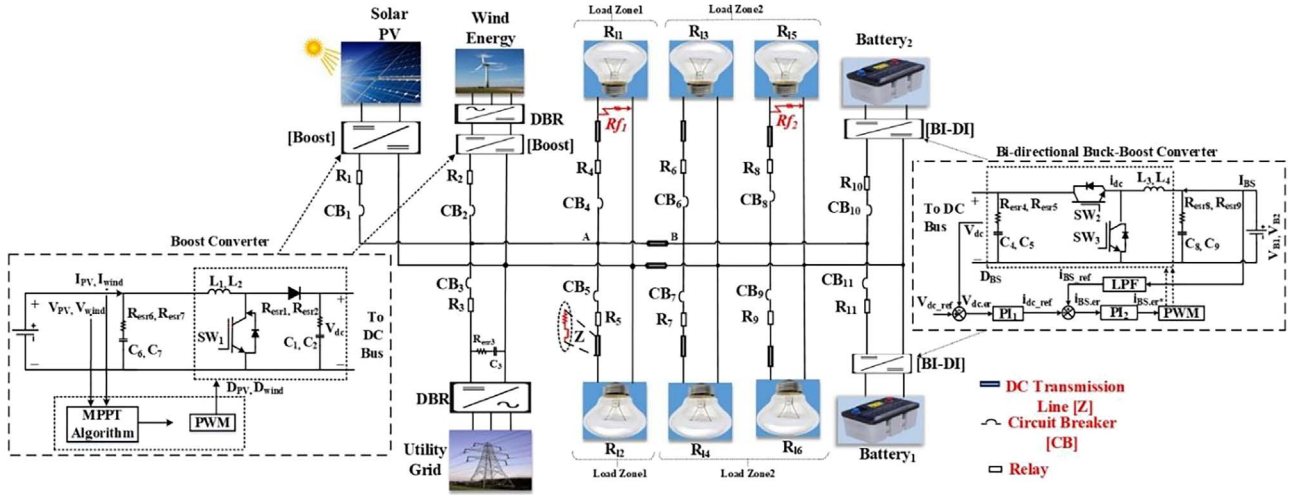 Load Zone1
Load Zone2
Solar
PV
Wind
Energy
Rl1
Rl3
Rl5
Battery2
[Boost]
DBR
[Boost]
Rf1
Rf2
[BI-DI]
R1
R2
R4
R6
R8
R10
CB1
CB2
CB4
CB6
CB8
CB10
A
B
CB3
R3
CB5
CB7
CB9
CB11
R5
R7
R9
R11
Z
Resr3
C3
DBR
[BI-DI]
Utility
Grid
Rl2
Rl4
Rl6
Battery1
Load Zone1
Load Zone2
Boost Converter
IPV, Iwind
L1, L2
VPV, Vwind
Resr6, Resr7
Resr1, Resr2
Vdc
SW1
C6, C7
C1, C2
+
−
+
−
To
DC
Bus
DPV, Dwind
MPPT
Algorithm
PWM
Bi-directional Buck-Boost Converter
idc
L3, L4
IBS
+
To DC
Bus
Vdc
−
Resr4, Resr5
SW2
SW3
Resr8, Resr9
C4, C5
C8, C9
+
−
VB1, VB2
DBS
iBS_ref
LPF
Vdc_ref
Vdc.er
idc_ref
iBS.er
iBS.er*
PI1
PI2
PWM
DC Transmission
Line [Z]
Circuit Breaker
[CB]
Relay